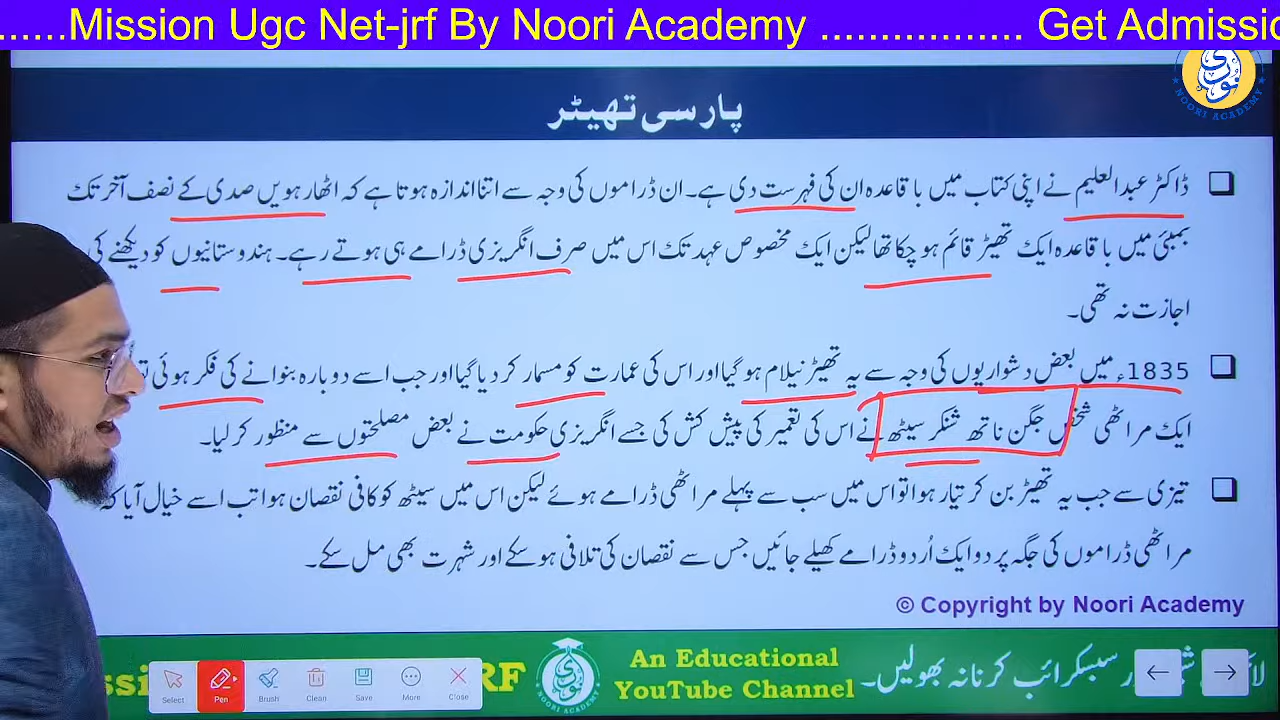 ......Mission Ugc Net-jrf By Noori Academy ................. Get Admissio
NOORI ACADEMY
پارسی تھیٹر
ڈاکٹر عبدالعلیم نے اپنی کتاب میں باقاعدہ ان کی فہرست دی ہے۔ ان ڈراموں کی وجہ سے اتنا اندازہ ہوتا ہے کہ اٹھارہویں صدی کے نصف آخر تک
بمبئی میں باقاعدہ ایک تھیٹر قائم ہو چکا تھا لیکن ایک مخصوص عہد تک اس میں صرف انگریزی ڈرامے ہی ہوتے رہے۔ ہندوستانیوں کو دیکھنے کی
اجازت نہ تھی۔
1835ء میں بعض دشواریوں کی وجہ سے یہ تھیٹر نیلام ہو گیا اور اس کی عمارت کو مسمار کر دیا گیا اور جب اسے دوبارہ بنوانے کی فکر ہوئی
ایک مراٹھی شخص جگن ناتھ شنکر سیٹھ نے اس کی تعمیر کی پیش کش کی جسے انگریزی حکومت نے بعض مصلحتوں سے منظور کر لیا۔
تیزی سے جب یہ تھیٹر بن کر تیار ہوا تو اس میں سب سے پہلے مراٹھی ڈرامے ہوئے لیکن اس میں سیٹھ کو کافی نقصان ہوا تب اسے خیال آیا کہ
مراٹھی ڈراموں کی جگہ پر دو ایک اُردو ڈرامے کھیلے جائیں جس سے نقصان کی تلافی ہو سکے اور شہرت بھی مل سکے۔
© Copyright by Noori Academy
RF
An Educational
YouTube Channel
سبسکرائب کرنا نہ بھولیں۔
Select Pen Brush Clean Save More Close